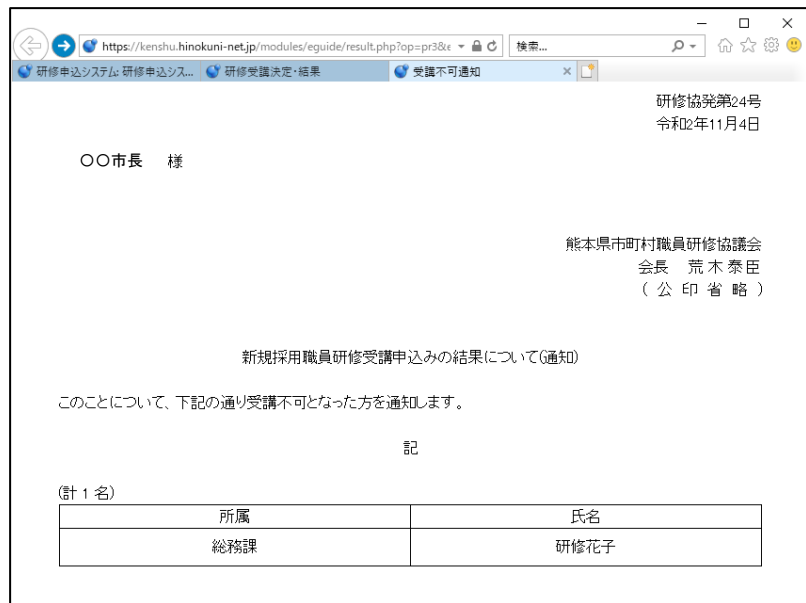 https://kenshu.hinokuni-net.jp/modules/eguide/result.php?op=pr3&e
検索...
研修申込システム: 研修申込シス...
研修受講決定・結果
受講不可通知
研修協発第24号
令和2年11月4日
〇〇市長 様
熊本県市町村職員研修協議会
会長 荒木泰臣
(公印省略)
新規採用職員研修受講申込みの結果について(通知)
このことについて、下記の通り受講不可となった方を通知します。
記
(計1名)
所属 氏名
総務課 研修花子